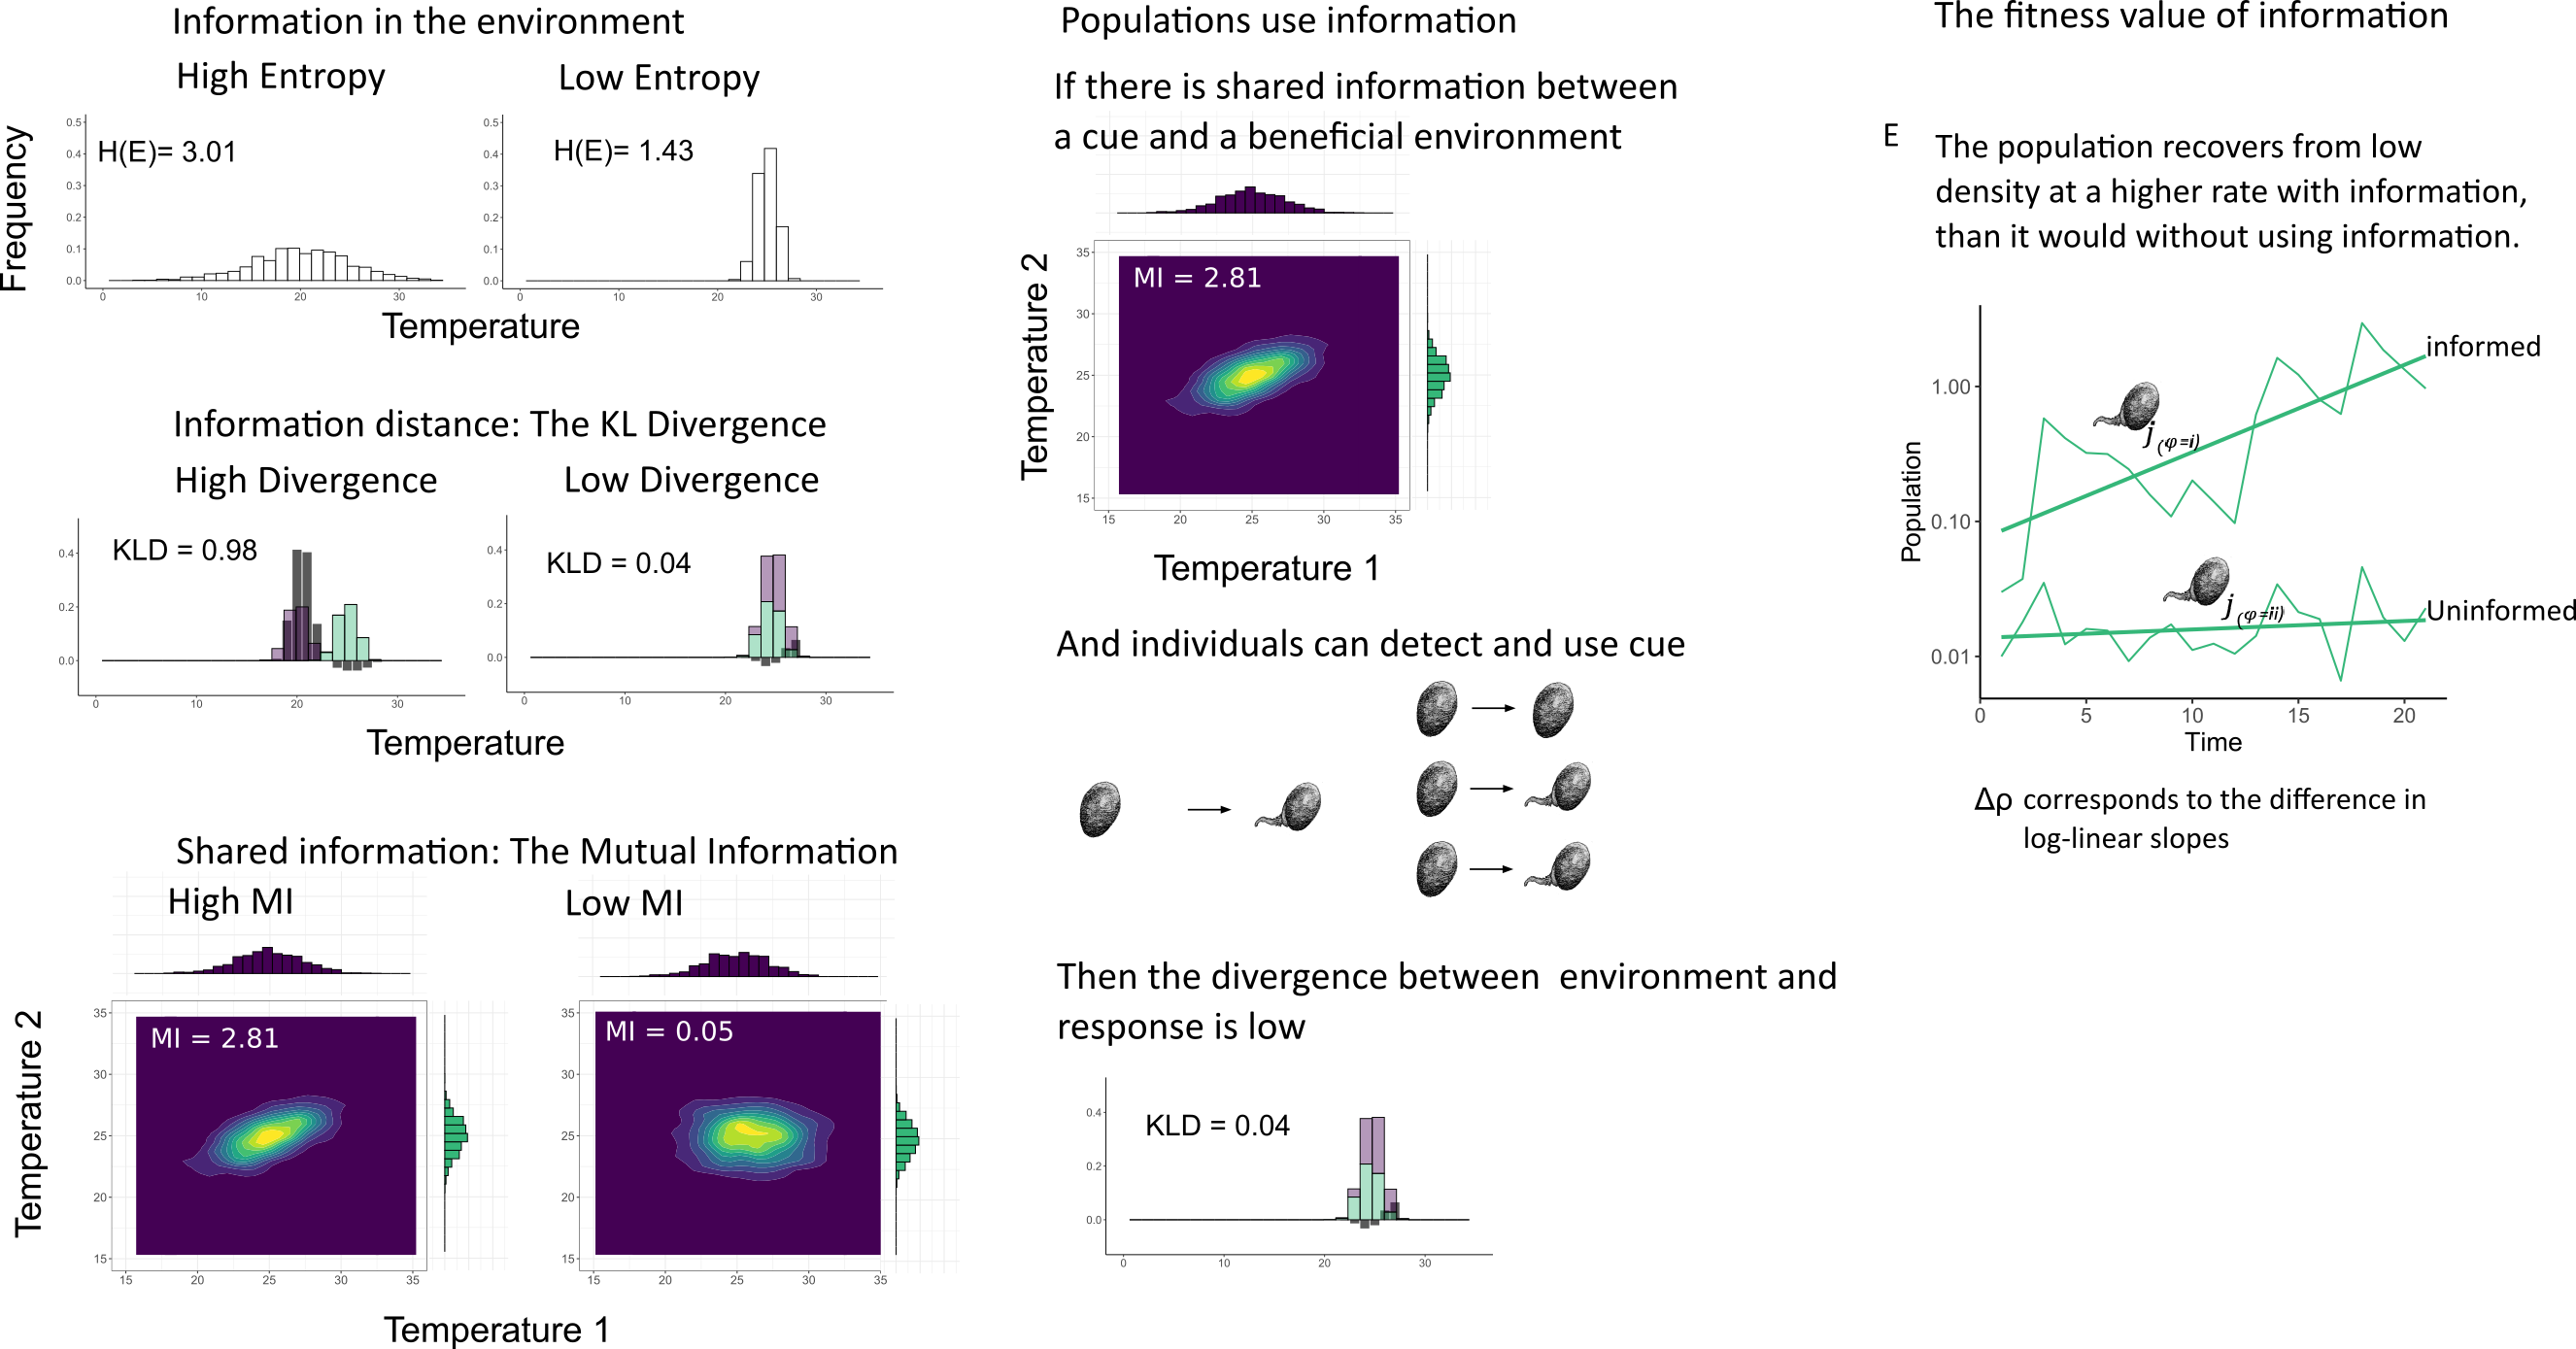 Information in the environment
High Entropy
Low Entropy
Frequency
H(E)= 3.01
0.5
0.4
0.3
0.2
0.1
0.0
0
10
20
30
H(E)= 1.43
0.5
0.4
0.3
0.2
0.1
0.0
0
10
20
30
Temperature
Information distance: The KL Divergence
High Divergence
Low Divergence
KLD = 0.98
0.4
0.2
0.0
0
10
20
30
KLD = 0.04
0.4
0.2
0.0
0
10
20
30
Temperature
Shared information: The Mutual Information
High MI
Low MI
Temperature 2
MI = 2.81
35
30
25
20
15
15
20
25
30
35
MI = 0.05
35
30
25
20
15
15
20
25
30
35
Temperature 1
Populations use information
If there is shared information between
a cue and a beneficial environment
Temperature 2
MI = 2.81
35
30
25
20
15
15
20
25
30
35
Temperature 1
And individuals can detect and use cue
Then the divergence between environment and
response is low
KLD = 0.04
0.4
0.2
0.0
0
10
20
30
The fitness value of information
E
The population recovers from low
density at a higher rate with information,
than it would without using information.
Population
1.00
0.10
0.01
informed
j(φ=i)
Uninformed
j(φ=ii)
0
5
10
15
20
Time
Δρ corresponds to the difference in
log-linear slopes